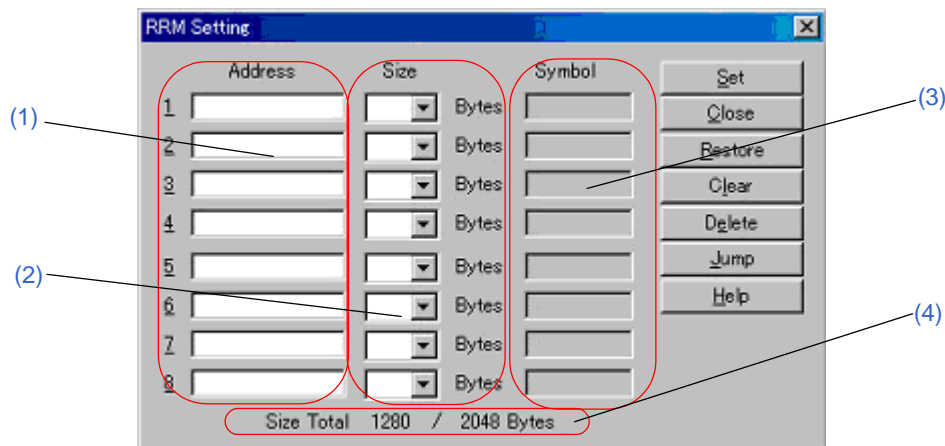 RRM Setting
Address Size Symbol Set
1 Bytes Close
2 Bytes Restore
3 Bytes Clear
4 Bytes Delete
5 Bytes Jump
6 Bytes Help
7 Bytes
8 Bytes
Size Total 1280 / 2048 Bytes
(1)
(2)
(3)
(4)